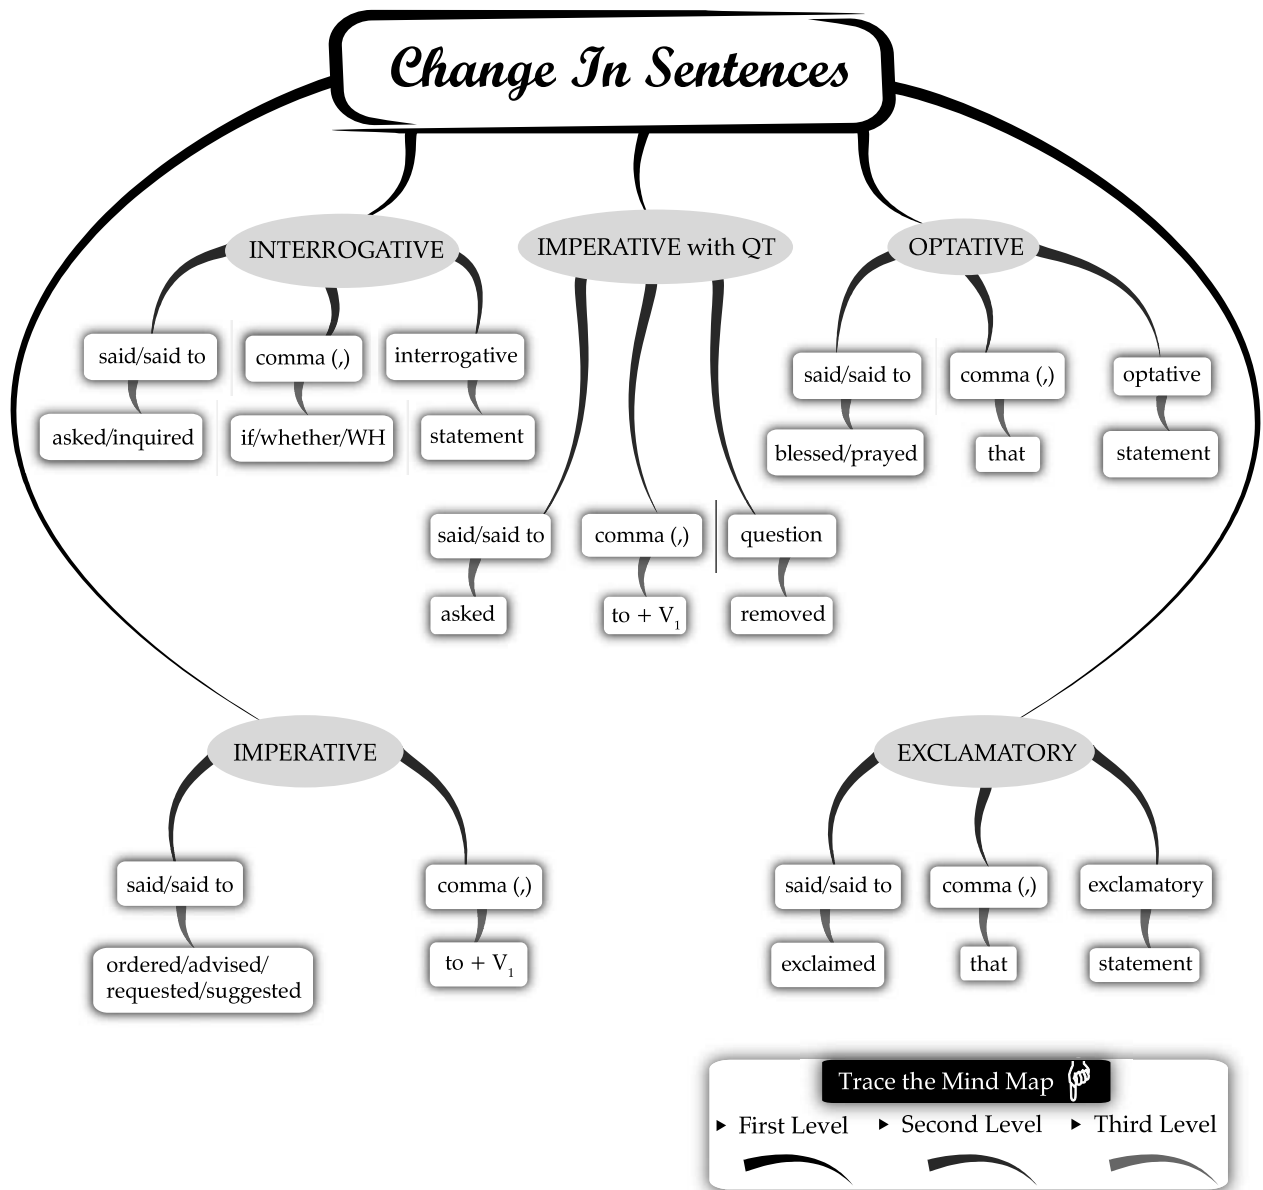 Change In Sentences
INTERROGATIVE
said/said to
asked/inquired
comma (,)
if/whether/WH
interrogative
statement
IMPERATIVE with QT
said/said to
asked
comma (,)
to + V₁
question
removed
OPTATIVE
said/said to
blessed/prayed
comma (,)
that
optative
statement
IMPERATIVE
said/said to
ordered/advised/
requested/suggested
comma (,)
to + V₁
EXCLAMATORY
said/said to
exclaimed
comma (,)
that
exclamatory
statement
Trace the Mind Map
First Level
Second Level
Third Level